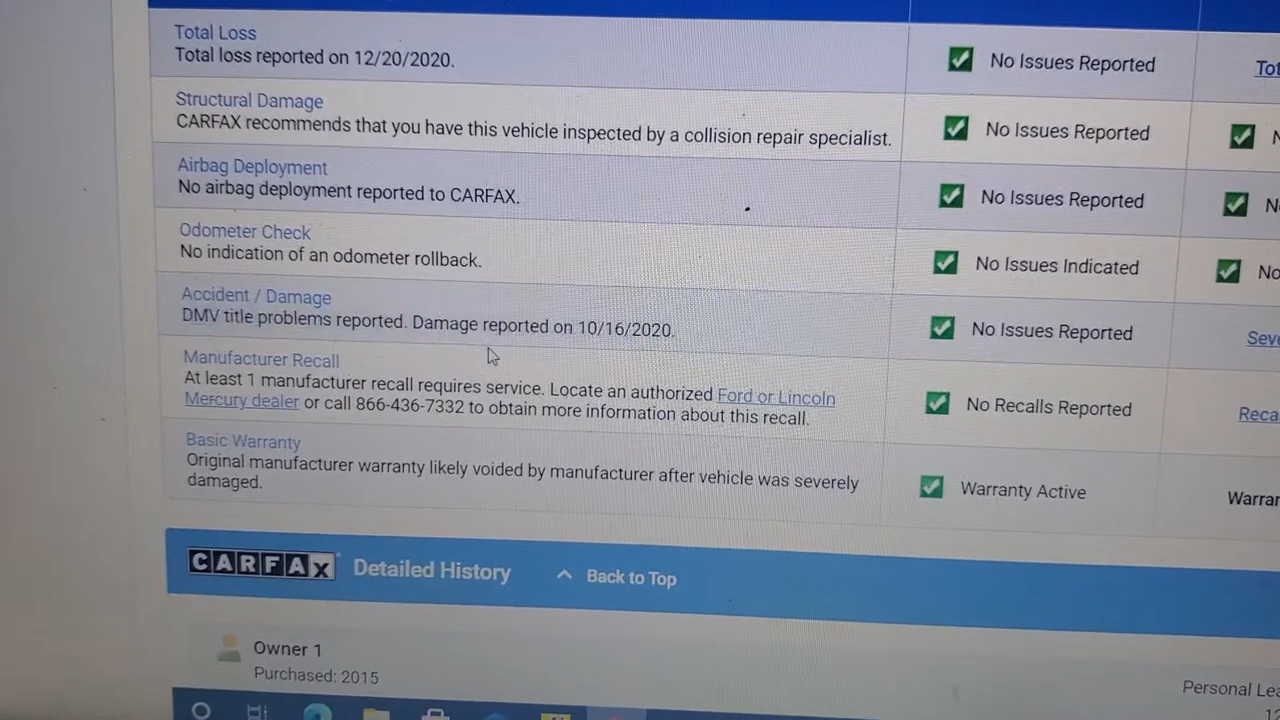 Total Loss
Total loss reported on 12/20/2020.
No Issues Reported
Structural Damage
CARFAX recommends that you have this vehicle inspected by a collision repair specialist.
No Issues Reported
Airbag Deployment
No airbag deployment reported to CARFAX.
No Issues Reported
Odometer Check
No indication of an odometer rollback.
No Issues Indicated
No
Accident / Damage
DMV title problems reported. Damage reported on 10/16/2020.
No Issues Reported
Manufacturer Recall
At least 1 manufacturer recall requires service. Locate an authorized Ford or Lincoln
Mercury dealer or call 866-436-7332 to obtain more information about this recall.
No Recalls Reported
Basic Warranty
Original manufacturer warranty likely voided by manufacturer after vehicle was severely
damaged.
Warranty Active
CARFAX Detailed History Back to Top
Owner 1
Purchased: 2015
Personal